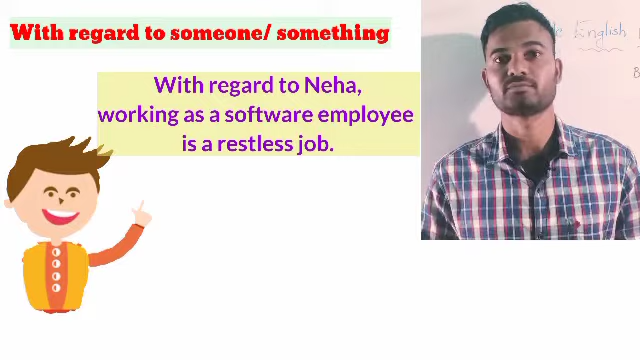 With regard to someone/ something
With regard to Neha,
working as a software employee
is a restless job.
English